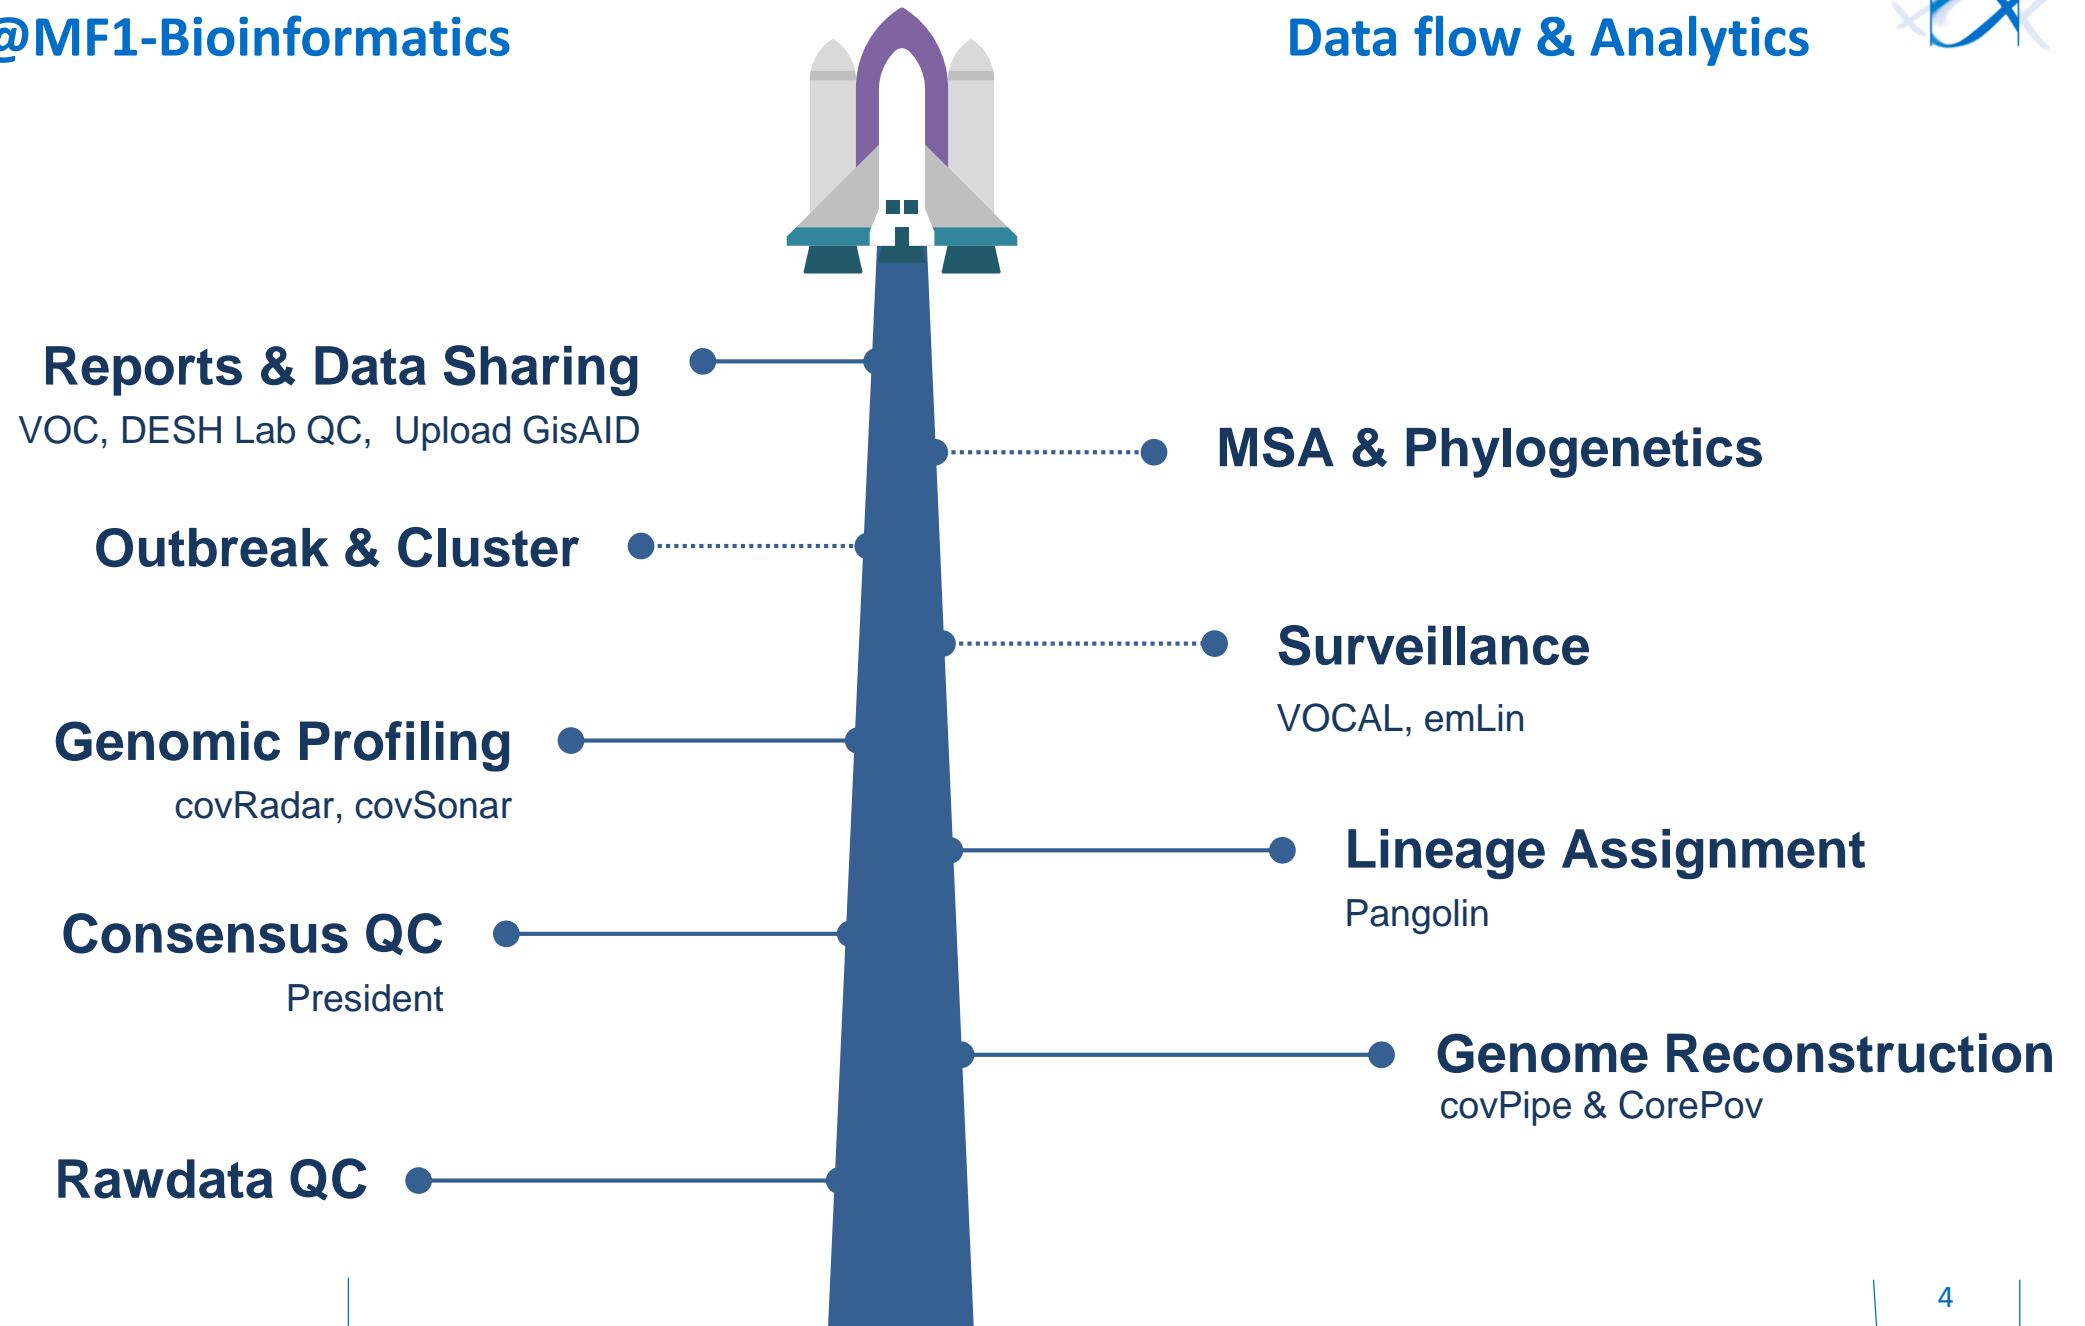 @MF1-Bioinformatics
Data flow & Analytics
Reports & Data Sharing
VOC, DESH Lab QC, Upload GisAID
MSA & Phylogenetics
Outbreak & Cluster
Surveillance
VOCAL, emLin
Genomic Profiling
covRadar, covSonar
Lineage Assignment
Pangolin
Consensus QC
President
Genome Reconstruction
covPipe & CorePov
Rawdata QC
4